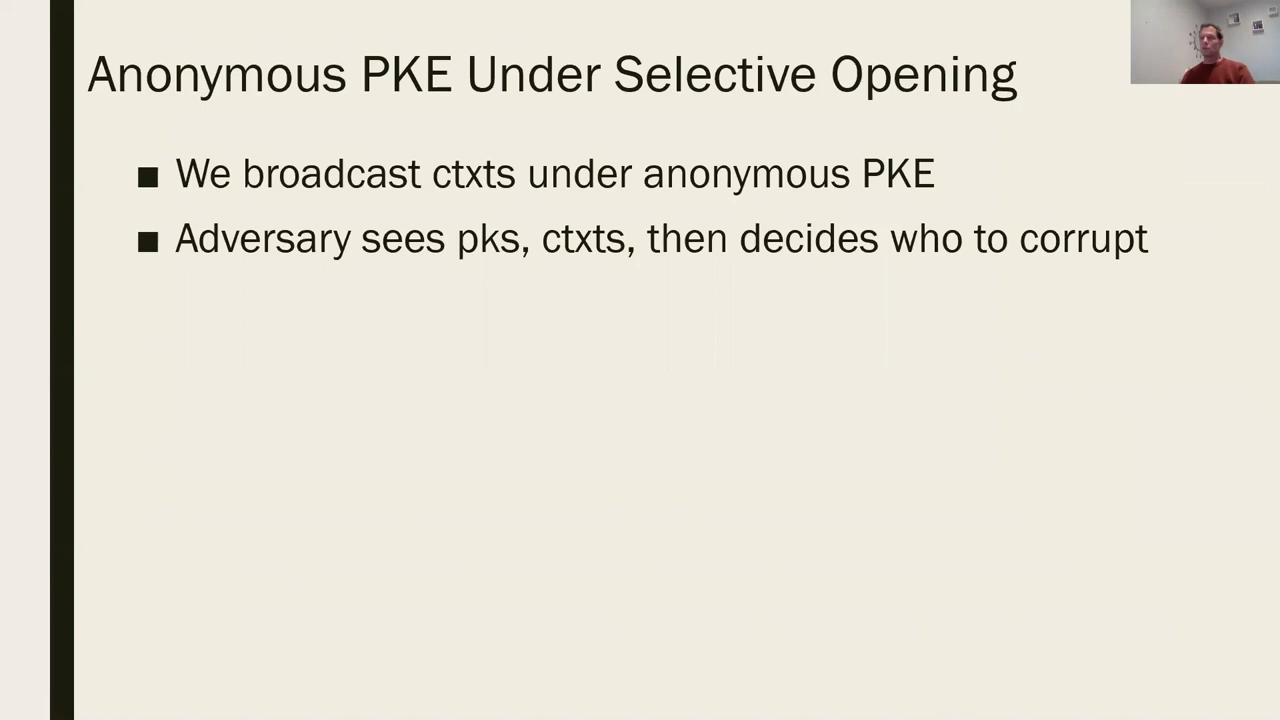 Anonymous PKE Under Selective Opening
■ We broadcast ctxts under anonymous PKE
■ Adversary sees pks, ctxts, then decides who to corrupt